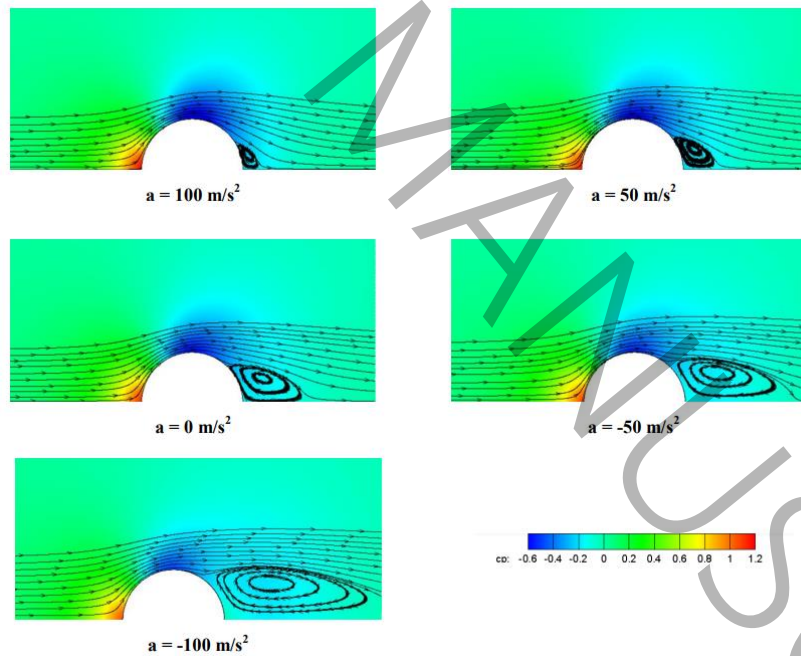 a = 100 m/s²
a = 50 m/s²
a = 0 m/s²
a = -50 m/s²
a = -100 m/s²
cp: -0.6 -0.4 -0.2 0 0.2 0.4 0.6 0.8 1 1.2
MANUS